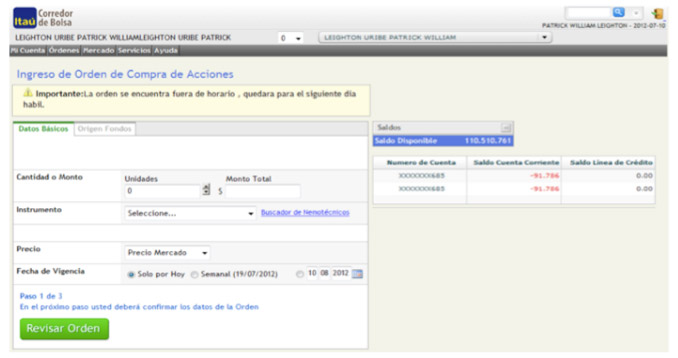 Itaú Corredor
de Bolsa
PATRICK WILLIAM LEIGHTON - 2012-07-10
LEIGHTON URIBE PATRICK WILLIAMLEIGHTON URIBE PATRICK 0 LEIGHTON URIBE PATRICK WILLIAM
Mi Cuenta Órdenes Mercado Servicios Ayuda
Ingreso de Orden de Compra de Acciones
Importante:La orden se encuentra fuera de horario , quedara para el siguiente dia
habil.
Datos Básicos Origen Fondos
Saldos
Saldo Disponible 110.510.761
Numero de Cuenta Saldo Cuenta Corriente Saldo Linea de Crédito
XXXXXXX685 -91.786 0.00
XXXXXXX685 -91.786 0.00
Cantidad o Monto Unidades Monto Total
0 $
Instrumento Seleccione... Buscador de Nemotécnicos
Precio Precio Mercado
Fecha de Vigencia Solo por Hoy Semanal (19/07/2012) 10 08 2012
Paso 1 de 3
En el próximo paso usted deberá confirmar los datos de la Orden
Revisar Orden